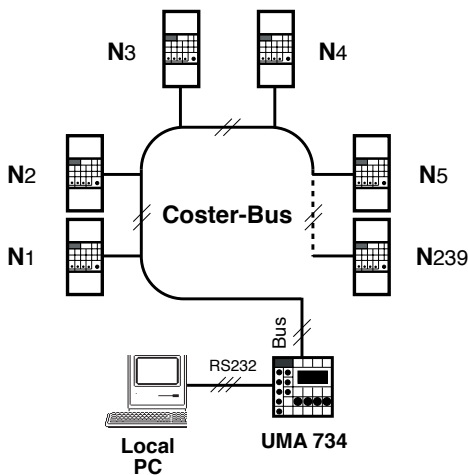 N3
N4
N2
N5
Coster-Bus
N1
N239
Bus
RS232
Local
PC
UMA 734